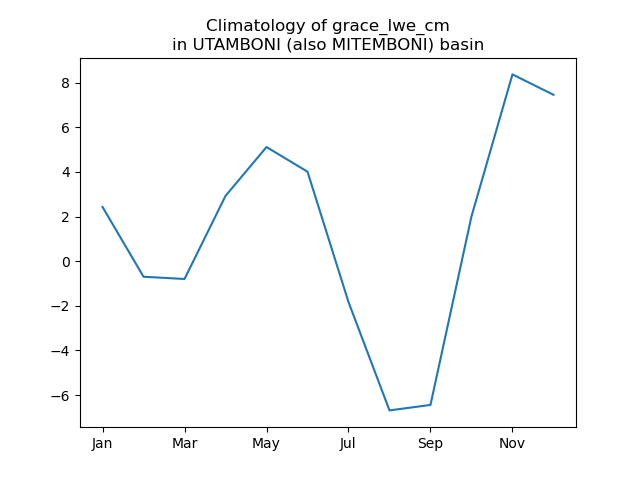 Climatology of grace_lwe_cm
in UTAMBONI (also MITEMBONI) basin
8
6
4
2
0
−2
−4
−6
Jan Mar May Jul Sep Nov